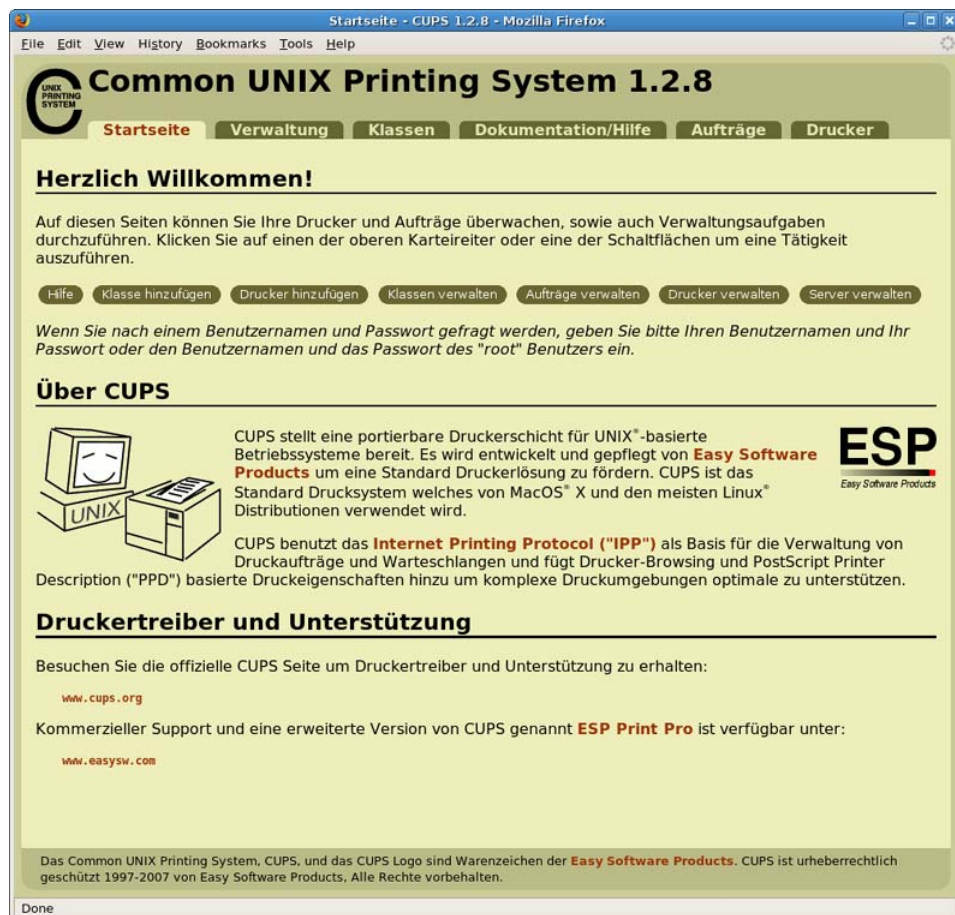 Startseite - CUPS 1.2.8 - Mozilla Firefox
File Edit View History Bookmarks Tools Help
UNIX
PRINTING
SYSTEM
Common UNIX Printing System 1.2.8
Startseite Verwaltung Klassen Dokumentation/Hilfe Aufträge Drucker
Herzlich Willkommen!
Auf diesen Seiten können Sie Ihre Drucker und Aufträge überwachen, sowie auch Verwaltungsaufgaben
durchzuführen. Klicken Sie auf einen der oberen Karteireiter oder eine der Schaltflächen um eine Tätigkeit
auszuführen.
Hilfe Klasse hinzufügen Drucker hinzufügen Klassen verwalten Aufträge verwalten Drucker verwalten Server verwalten
Wenn Sie nach einem Benutzernamen und Passwort gefragt werden, geben Sie bitte Ihren Benutzernamen und Ihr
Passwort oder den Benutzernamen und das Passwort des "root" Benutzers ein.
Über CUPS
UNIX
CUPS stellt eine portierbare Druckerschicht für UNIX®-basierte
Betriebssysteme bereit. Es wird entwickelt und gepflegt von Easy Software
Products um eine Standard Druckerlösung zu fördern. CUPS ist das
Standard Drucksystem welches von MacOS® X und den meisten Linux®
Distributionen verwendet wird.
ESP
Easy Software Products
CUPS benutzt das Internet Printing Protocol ("IPP") als Basis für die Verwaltung von
Druckaufträge und Warteschlangen und fügt Drucker-Browsing und PostScript Printer
Description ("PPD") basierte Druckeigenschaften hinzu um komplexe Druckumgebungen optimale zu unterstützen.
Druckertreiber und Unterstützung
Besuchen Sie die offizielle CUPS Seite um Druckertreiber und Unterstützung zu erhalten:
www.cups.org
Kommerzieller Support und eine erweiterte Version von CUPS genannt ESP Print Pro ist verfügbar unter:
www.easysw.com
Das Common UNIX Printing System, CUPS, und das CUPS Logo sind Warenzeichen der Easy Software Products. CUPS ist urheberrechtlich
geschützt 1997-2007 von Easy Software Products, Alle Rechte vorbehalten.
Done